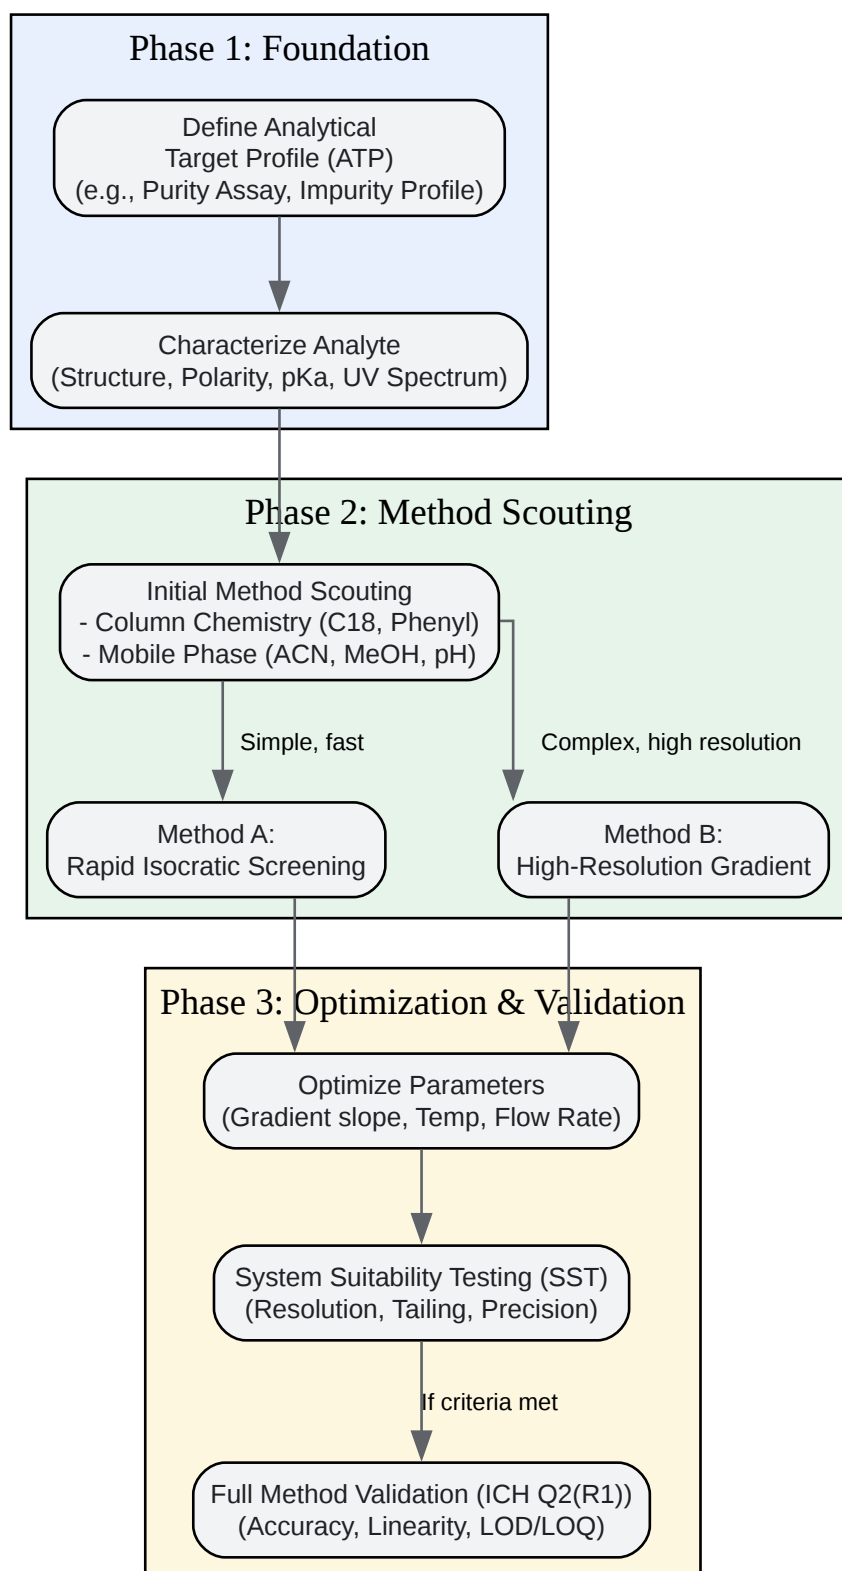 Phase 1: Foundation
Define Analytical
Target Profile (ATP)
(e.g., Purity Assay, Impurity Profile)
Characterize Analyte
(Structure, Polarity, pKa, UV Spectrum)
Phase 2: Method Scouting
Initial Method Scouting
- Column Chemistry (C18, Phenyl)
- Mobile Phase (ACN, MeOH, pH)
Simple, fast
Complex, high resolution
Method A:
Rapid Isocratic Screening
Method B:
High-Resolution Gradient
Phase 3: Optimization & Validation
Optimize Parameters
(Gradient slope, Temp, Flow Rate)
System Suitability Testing (SST)
(Resolution, Tailing, Precision)
If criteria met
Full Method Validation (ICH Q2(R1))
(Accuracy, Linearity, LOD/LOQ)